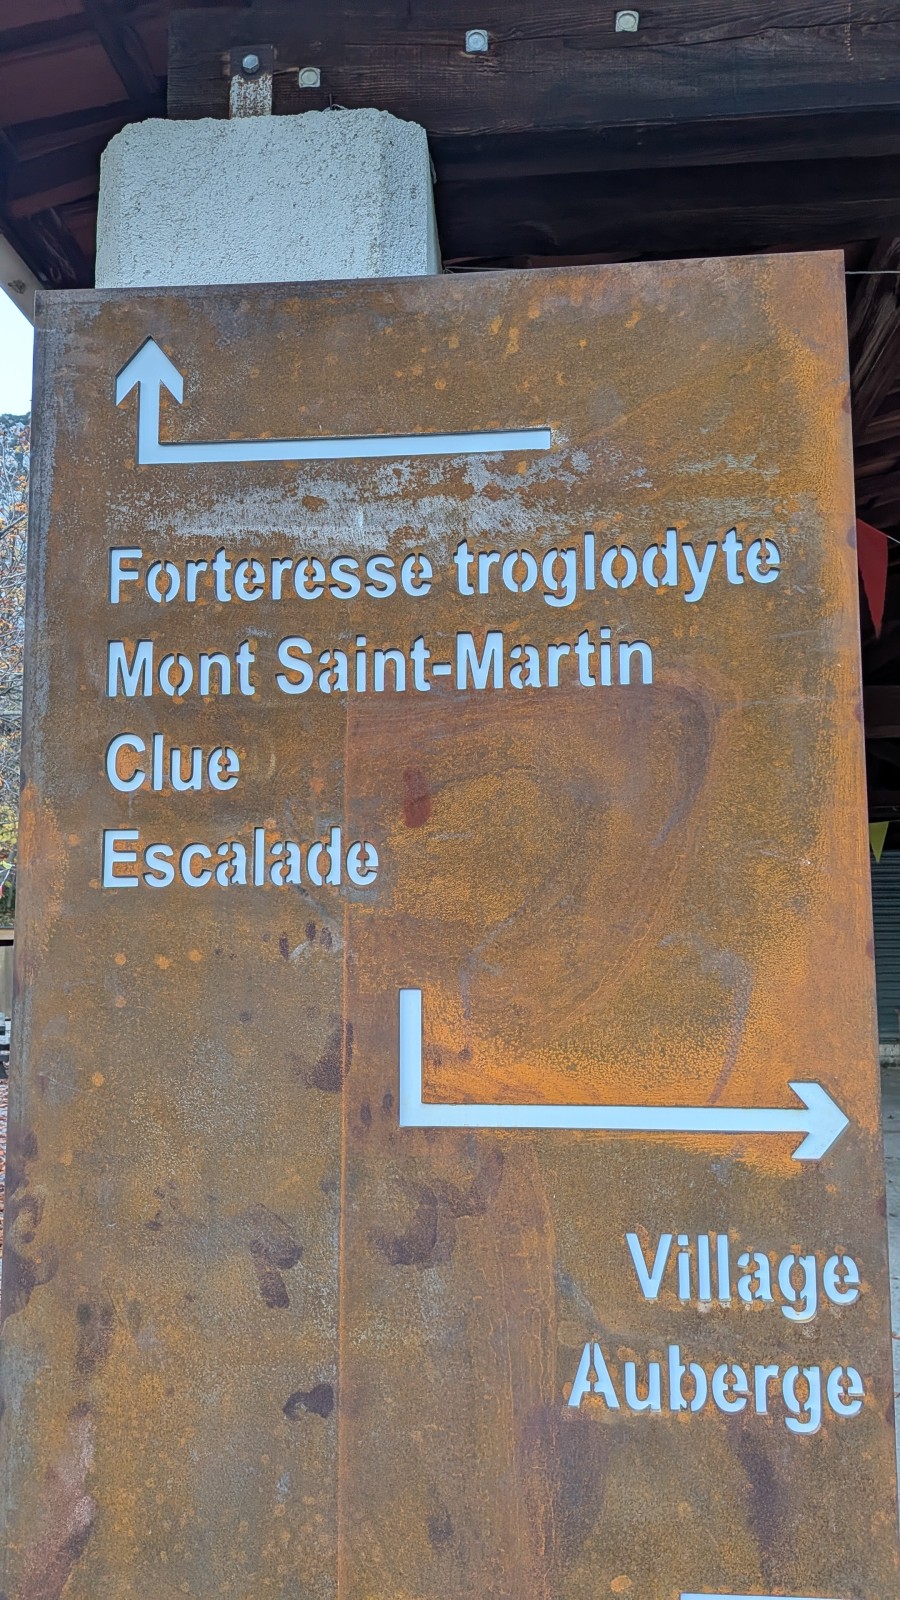 Forteresse troglodyte
Mont Saint-Martin
Clue
Escalade
Village
Auberge